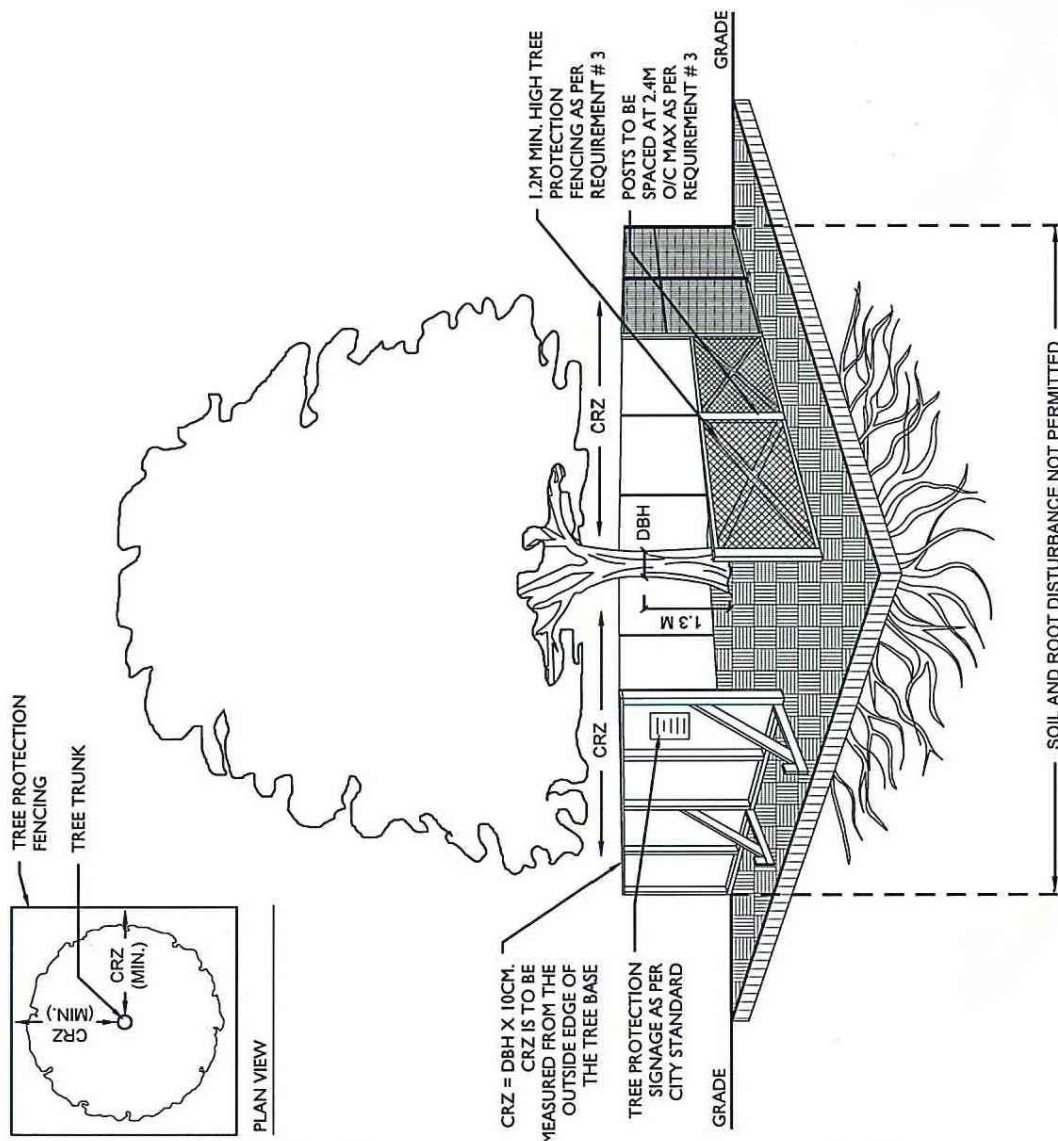 TREE PROTECTION
FENCING
TREE TRUNK
CRZ
(MIN.)
CRZ
(MIN.)
PLAN VIEW
CRZ = DBH X 10CM.
CRZ IS TO BE
MEASURED FROM THE
OUTSIDE EDGE OF
THE TREE BASE
TREE PROTECTION
SIGNAGE AS PER
CITY STANDARD
GRADE
CRZ
CRZ
DBH
1.3 M
1.2M MIN. HIGH TREE
PROTECTION
FENCING AS PER
REQUIREMENT # 3
POSTS TO BE
SPACED AT 2.4M
O/C MAX AS PER
REQUIREMENT # 3
GRADE
SOIL AND ROOT DISTURBANCE NOT PERMITTED